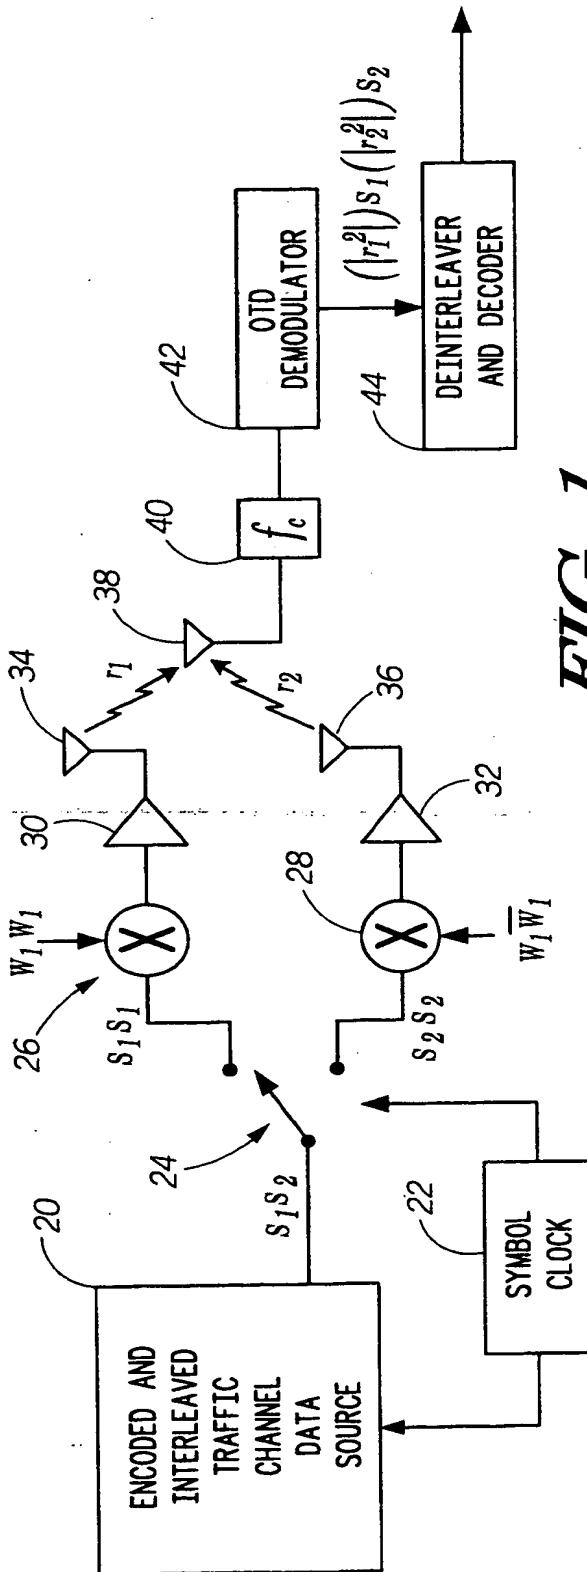 20
ENCODED AND
INTERLEAVED
TRAFFIC
CHANNEL
DATA
SOURCE
22
SYMBOL
CLOCK
S₁S₂
24
26
W₁W₁
S₁S₁
X
30
34
r₁
S₂S₂
28
X
W₁W̅₁
32
36
r₂
38
40
f_c
42
OTD
DEMODULATOR
(|r₁²|)S₁(|r₂²|)S₂
44
DEINTERLEAVER
AND DECODER
FIG. 1